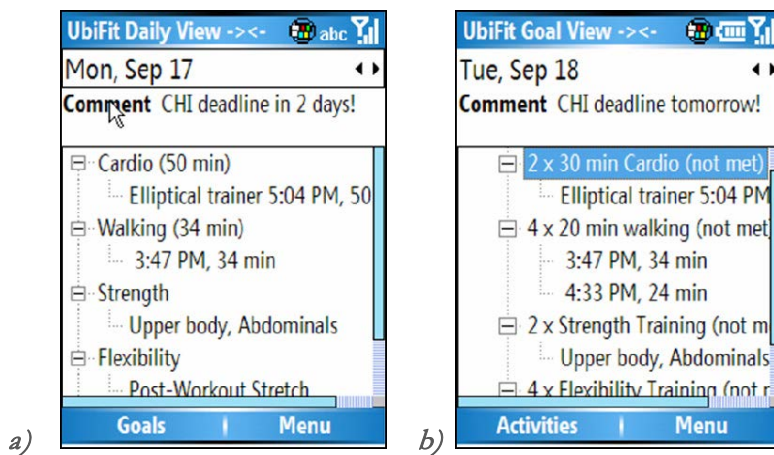 UbiFit Daily View -><- abc
Mon, Sep 17
Comment CHI deadline in 2 days!
Cardio (50 min)
Elliptical trainer 5:04 PM, 50
Walking (34 min)
3:47 PM, 34 min
Strength
Upper body, Abdominals
Flexibility
Post-Workout Stretch
Goals Menu
a)
UbiFit Goal View -><-
Tue, Sep 18
Comment CHI deadline tomorrow!
2 x 30 min Cardio (not met)
Elliptical trainer 5:04 PM
4 x 20 min walking (not met)
3:47 PM, 34 min
4:33 PM, 24 min
2 x Strength Training (not m
Upper body, Abdominals
4 x Flexibility Training (not r
Activities Menu
b)